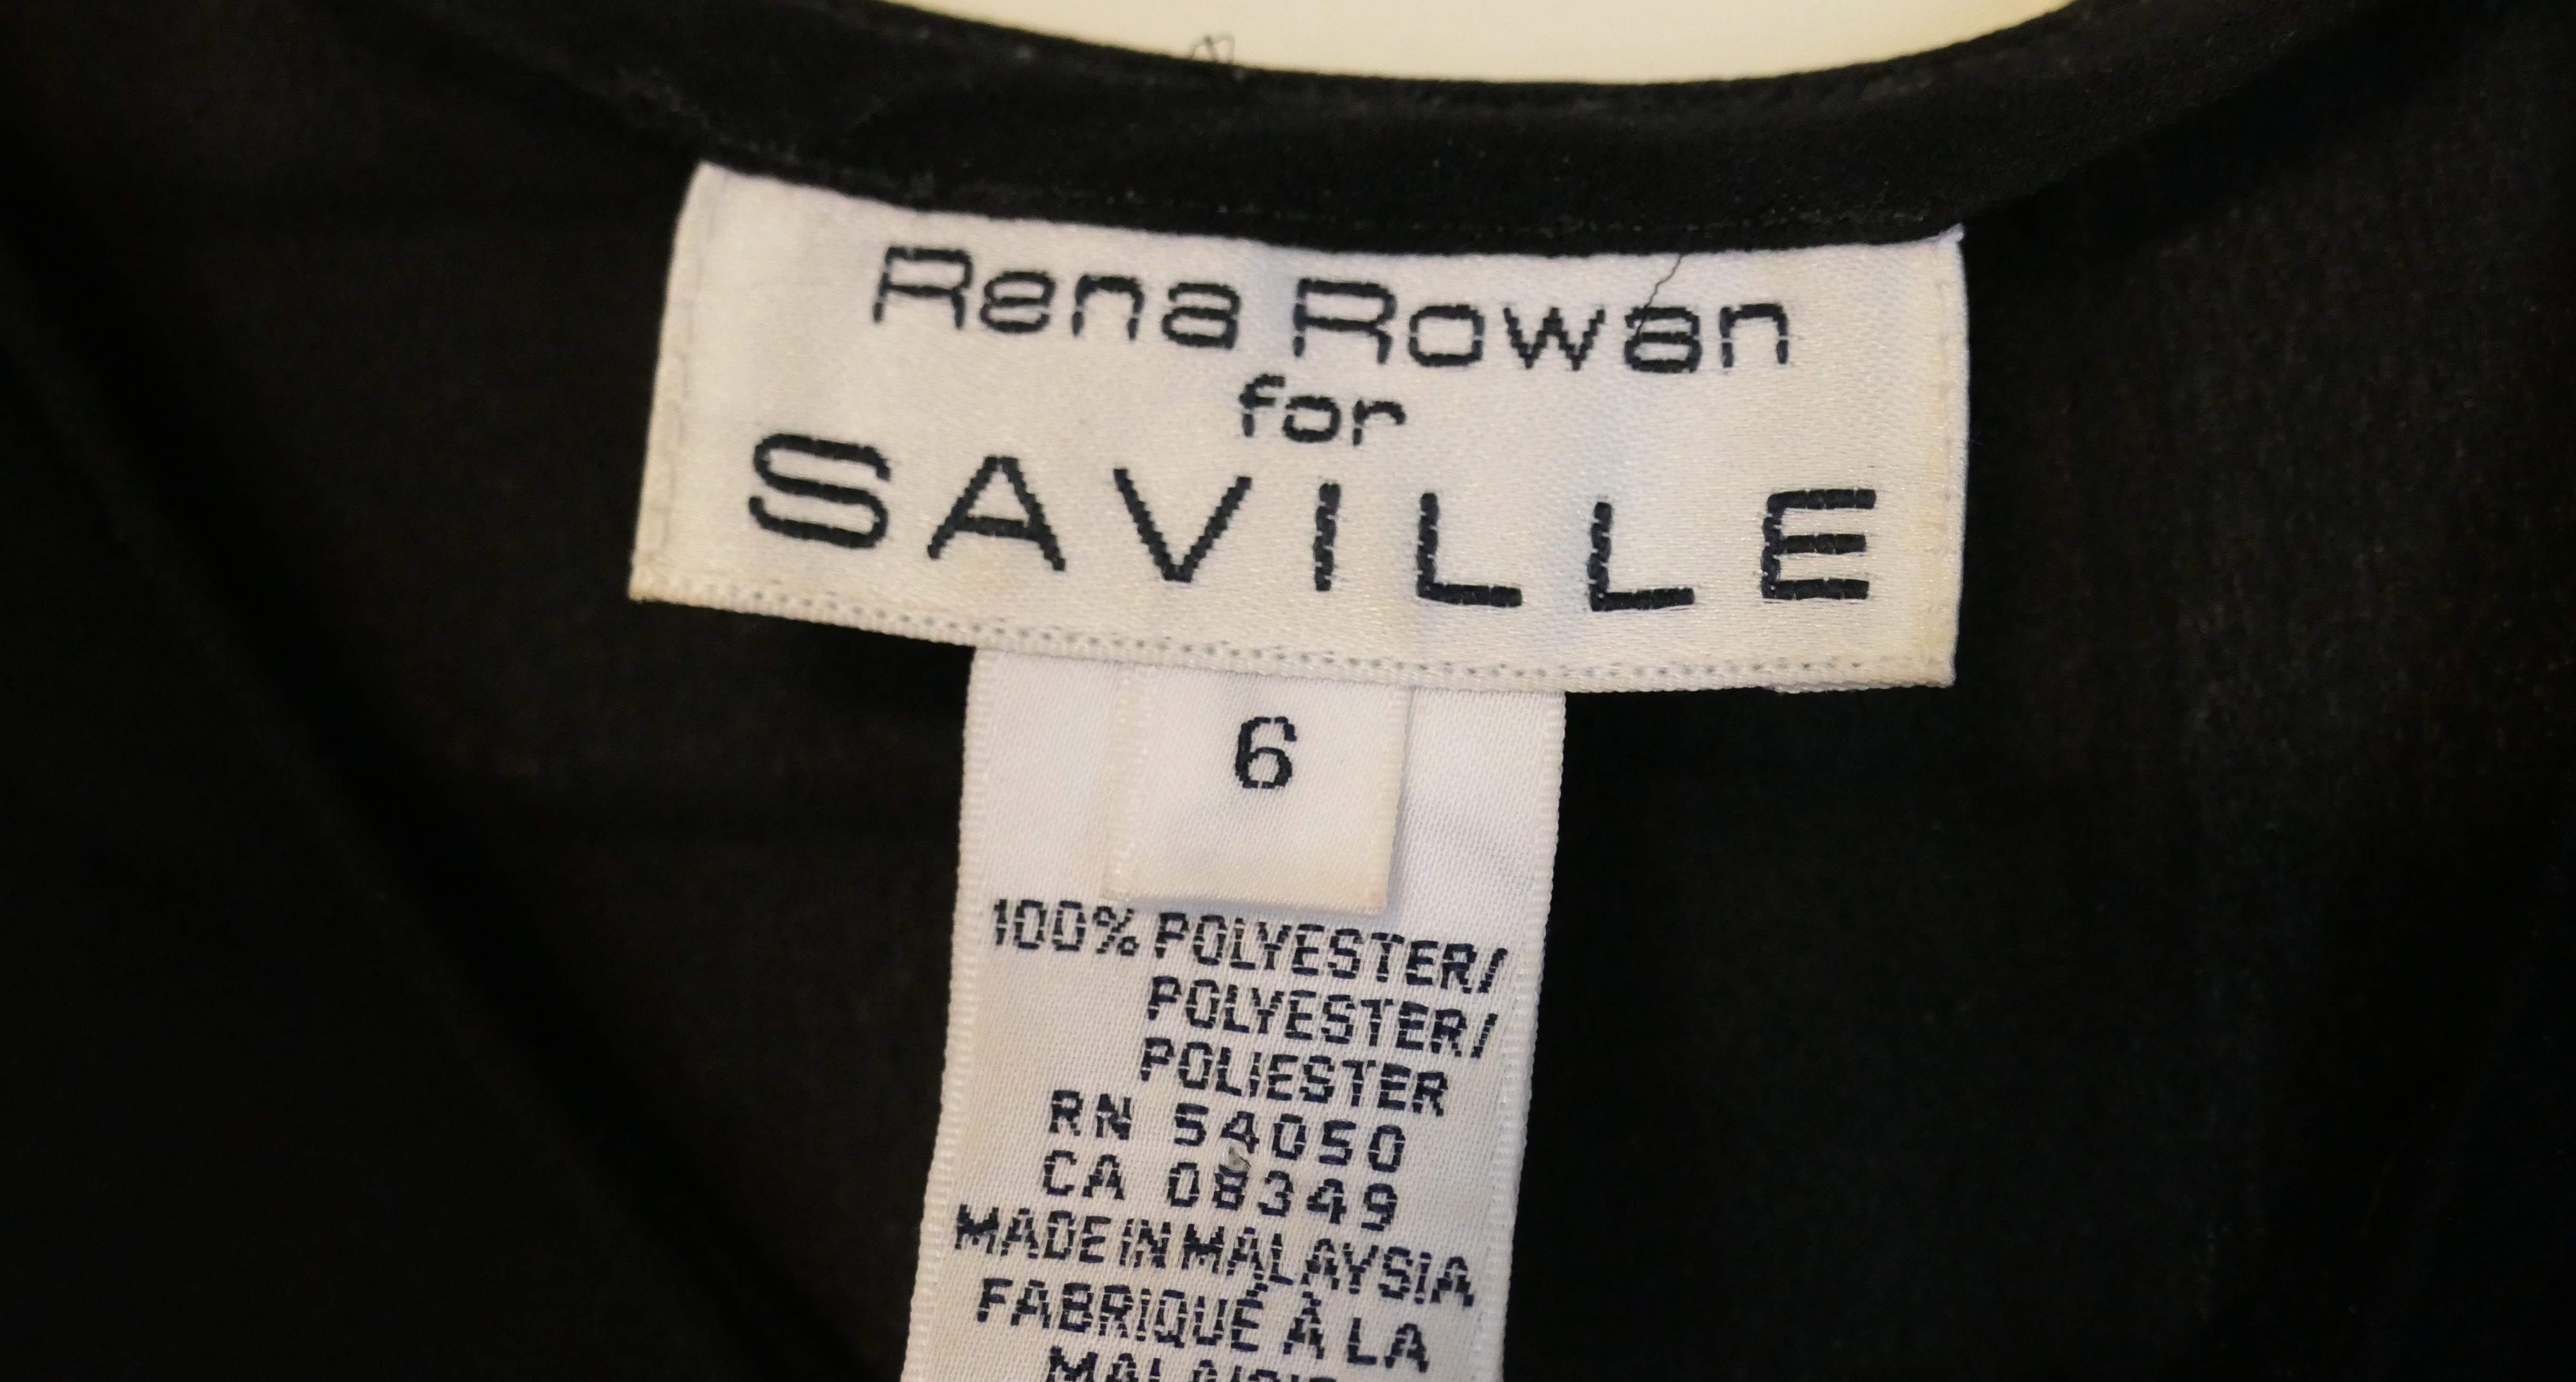 Rena Rowan
for
SAVILLE
6
100% POLYESTER/
POLYESTER/
POLIESTER
RN 54050
CA 08349
MADE IN MALAYSIA
FABRIQUÉ À LA